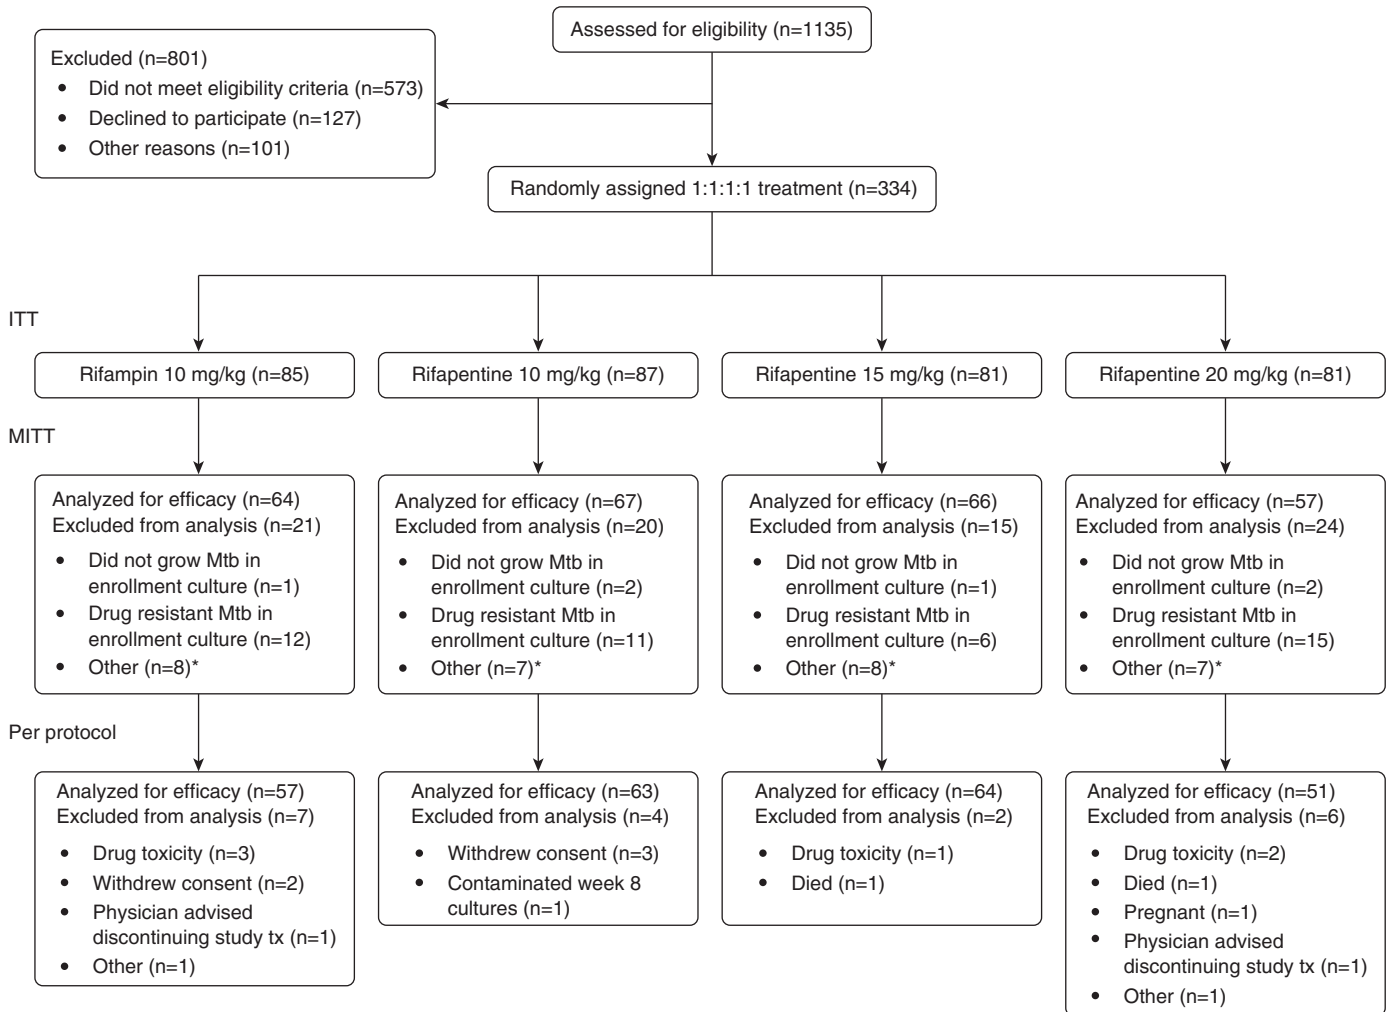 Assessed for eligibility (n=1135)
Excluded (n=801)
• Did not meet eligibility criteria (n=573)
• Declined to participate (n=127)
• Other reasons (n=101)
Randomly assigned 1:1:1:1 treatment (n=334)
ITT
Rifampin 10 mg/kg (n=85)
Rifapentine 10 mg/kg (n=87)
Rifapentine 15 mg/kg (n=81)
Rifapentine 20 mg/kg (n=81)
MITT
Analyzed for efficacy (n=64)
Excluded from analysis (n=21)
• Did not grow Mtb in
enrollment culture (n=1)
• Drug resistant Mtb in
enrollment culture (n=12)
• Other (n=8)*
Analyzed for efficacy (n=67)
Excluded from analysis (n=20)
• Did not grow Mtb in
enrollment culture (n=2)
• Drug resistant Mtb in
enrollment culture (n=11)
• Other (n=7)*
Analyzed for efficacy (n=66)
Excluded from analysis (n=15)
• Did not grow Mtb in
enrollment culture (n=1)
• Drug resistant Mtb in
enrollment culture (n=6)
• Other (n=8)*
Analyzed for efficacy (n=57)
Excluded from analysis (n=24)
• Did not grow Mtb in
enrollment culture (n=2)
• Drug resistant Mtb in
enrollment culture (n=15)
• Other (n=7)*
Per protocol
Analyzed for efficacy (n=57)
Excluded from analysis (n=7)
• Drug toxicity (n=3)
• Withdrew consent (n=2)
• Physician advised
discontinuing study tx (n=1)
• Other (n=1)
Analyzed for efficacy (n=63)
Excluded from analysis (n=4)
• Withdrew consent (n=3)
• Contaminated week 8
cultures (n=1)
Analyzed for efficacy (n=64)
Excluded from analysis (n=2)
• Drug toxicity (n=1)
• Died (n=1)
Analyzed for efficacy (n=51)
Excluded from analysis (n=6)
• Drug toxicity (n=2)
• Died (n=1)
• Pregnant (n=1)
• Physician advised
discontinuing study tx (n=1)
• Other (n=1)